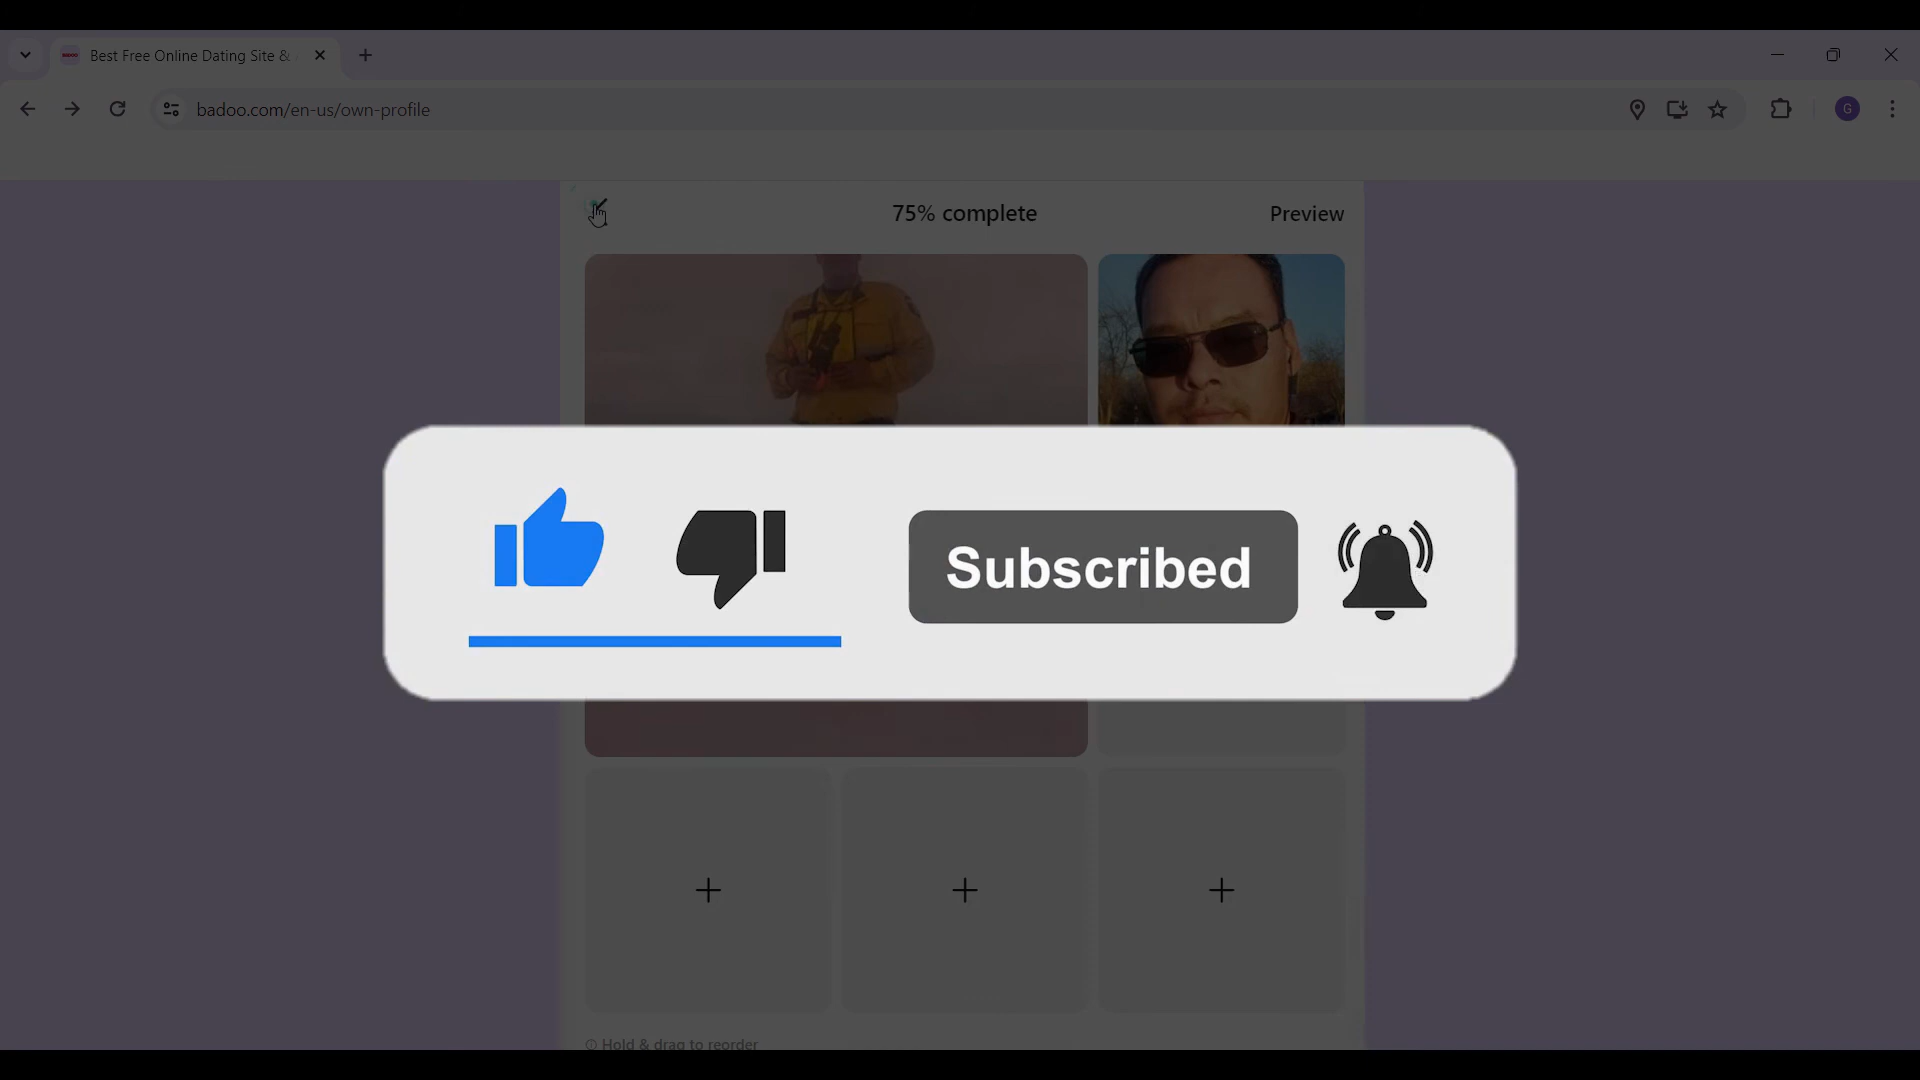 Best Free Online Dating Site &
badoo.com/en-us/own-profile
G
75% complete
Preview
Subscribed
Hold & drag to reorder